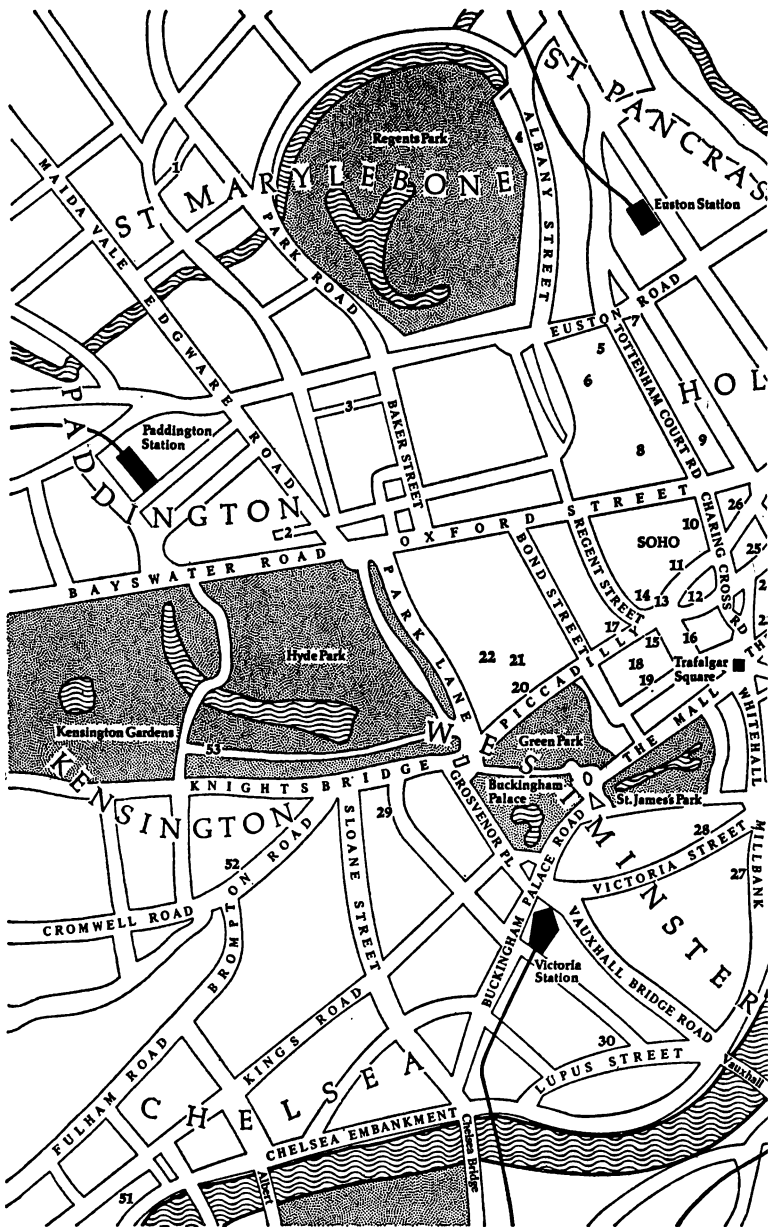 ST PANCRAS
Regents Park
4
ALBANY STREET
1
MAIDA VALE
ST MARYLEBONE
Euston Station
PARK ROAD
EDGWARE ROAD
EUSTON ROAD
7
5
TOTTENHAM COURT RD
6
HOL
PADDINGTON
Paddington
Station
3
BAKER STREET
9
8
2
OXFORD STREET
10
CHARING CROSS RD
26
SOHO
25
11
BAYSWATER ROAD
BOND STREET
REGENT STREET
14
13
12
2
PARK LANE
17
15
16
2
Hyde Park
22
21
PICCADILLY
18
19
Trafalgar
Square
TH
20
THE MALL
WHITEHALL
Kensington Gardens
53
WESTMINSTER
Green Park
KENSINGTON
KNIGHTSBRIDGE
Buckingham
Palace
St. James's Park
GROSVENOR PL
29
SLOANE STREET
28
MILLBANK
52
BROMPTON ROAD
VICTORIA STREET
27
CROMWELL ROAD
BUCKINGHAM PALACE ROAD
VAUXHALL BRIDGE ROAD
Victoria
Station
KINGS ROAD
30
LUPUS STREET
Vauxhall
FULHAM ROAD
CHELSEA
CHELSEA EMBANKMENT
Chelsea Bridge
Albert
51